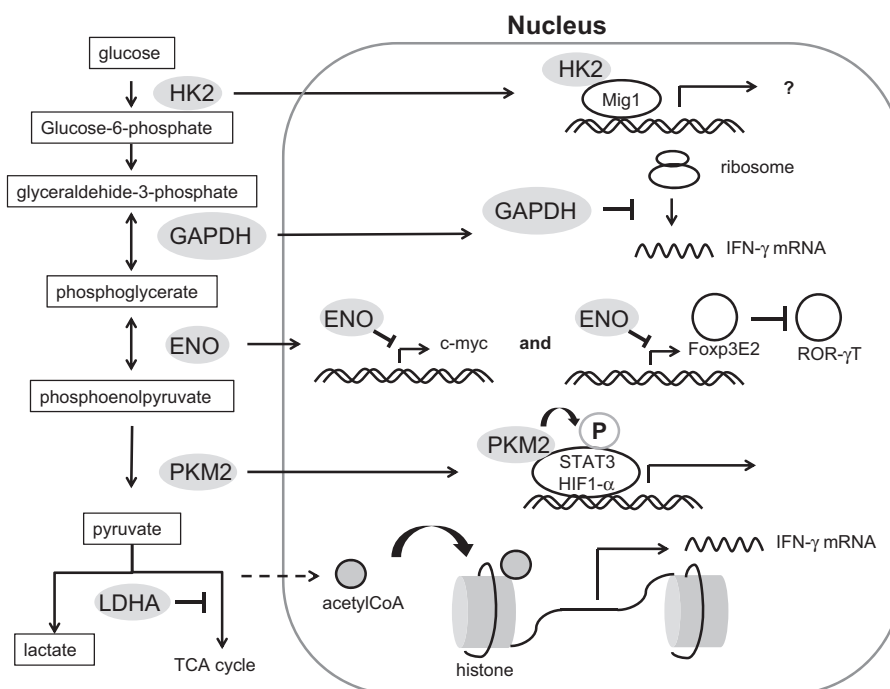 Nucleus
glucose
HK2
Glucose-6-phosphate
glyceraldehide-3-phosphate
GAPDH
phosphoglycerate
ENO
phosphoenolpyruvate
PKM2
pyruvate
LDHA
lactate
TCA cycle
HK2
Mig1
?
ribosome
GAPDH
IFN-γ mRNA
ENO
c-myc
and
ENO
Foxp3E2
ROR-γT
PKM2
P
STAT3
HIF1-α
acetylCoA
IFN-γ mRNA
histone